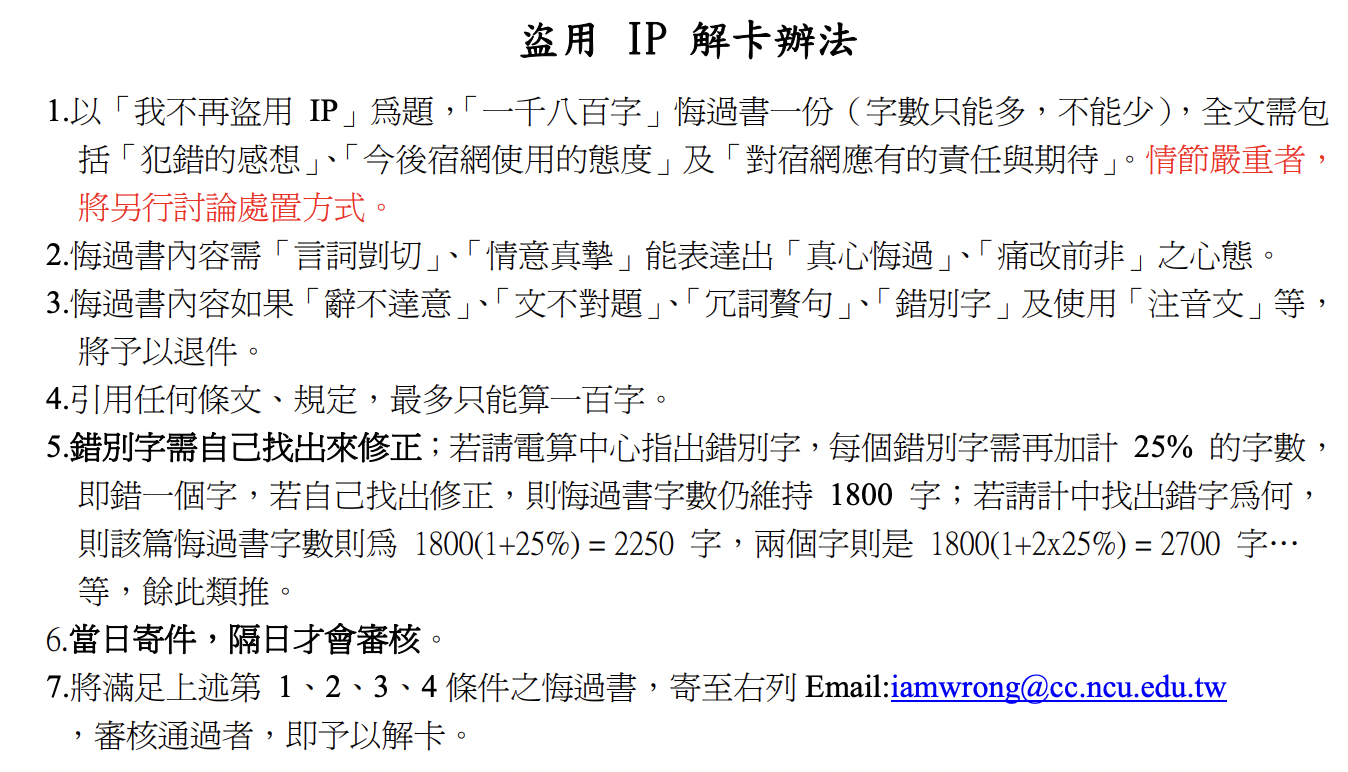 盜用 IP 解卡辦法
1.以「我不再盜用 IP」為題，「一千八百字」悔過書一份（字數只能多，不能少），全文需包
括「犯錯的感想」、「今後宿網使用的態度」及「對宿網應有的責任與期待」。情節嚴重者，
將另行討論處置方式。
2.悔過書內容需「言詞剴切」、「情意真摯」能表達出「真心悔過」、「痛改前非」之心態。
3.悔過書內容如果「辭不達意」、「文不對題」、「冗詞贅句」、「錯別字」及使用「注音文」等，
將予以退件。
4.引用任何條文、規定，最多只能算一百字。
5.錯別字需自己找出來修正；若請電算中心指出錯別字，每個錯別字需再加計 25% 的字數，
即錯一個字，若自己找出修正，則悔過書字數仍維持 1800 字；若請計中找出錯字為何，
則該篇悔過書字數則為 1800(1+25%) = 2250 字，兩個字則是 1800(1+2x25%) = 2700 字…
等，餘此類推。
6.當日寄件，隔日才會審核。
7.將滿足上述第 1、2、3、4 條件之悔過書，寄至右列 Email:iamwrong@cc.ncu.edu.tw
，審核通過者，即予以解卡。